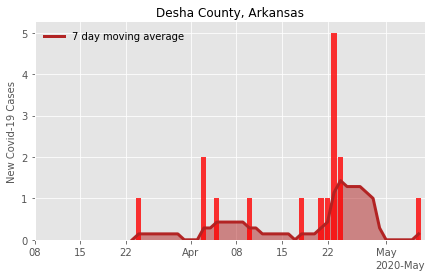 Desha County, Arkansas
7 day moving average
New Covid-19 Cases
5
4
3
2
1
0
08 15 22 Apr 08 15 22 May
2020-May